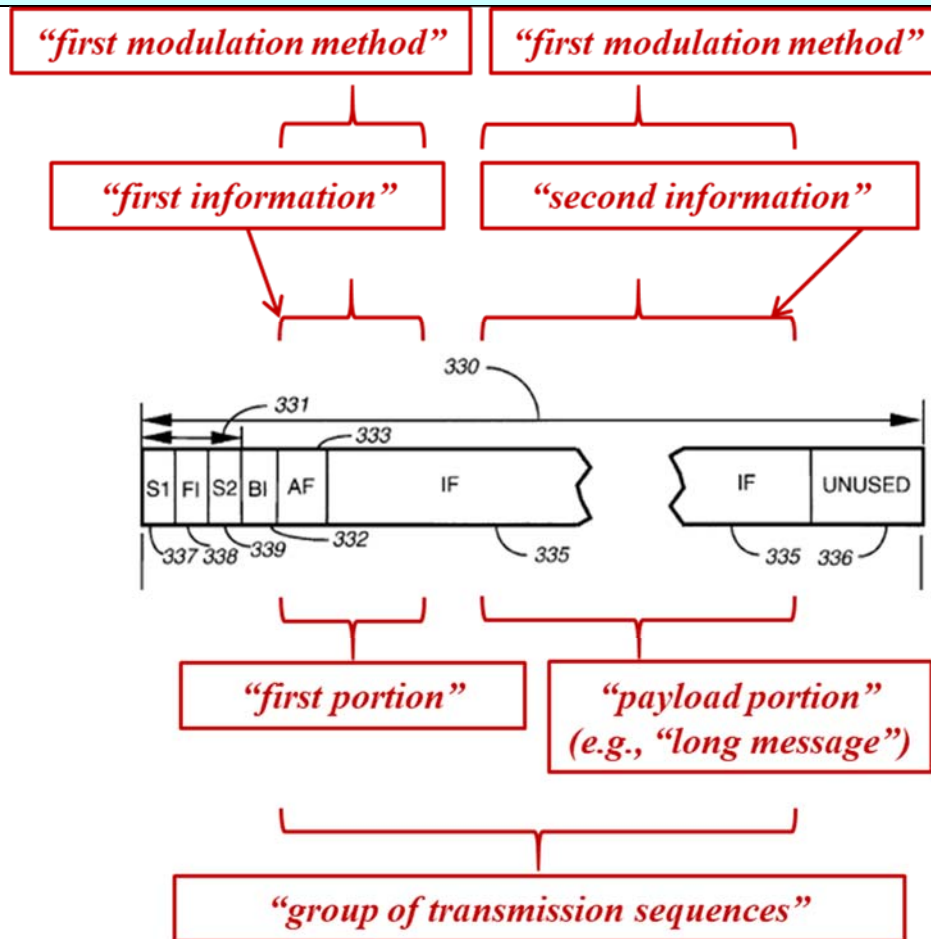 “first modulation method” “first modulation method”
“first information” “second information”
330
331 333
S1 FI S2 BI AF IF IF UNUSED
337 338 339 332 335 335 336
“first portion” “payload portion”
(e.g., “long message”)
“group of transmission sequences”